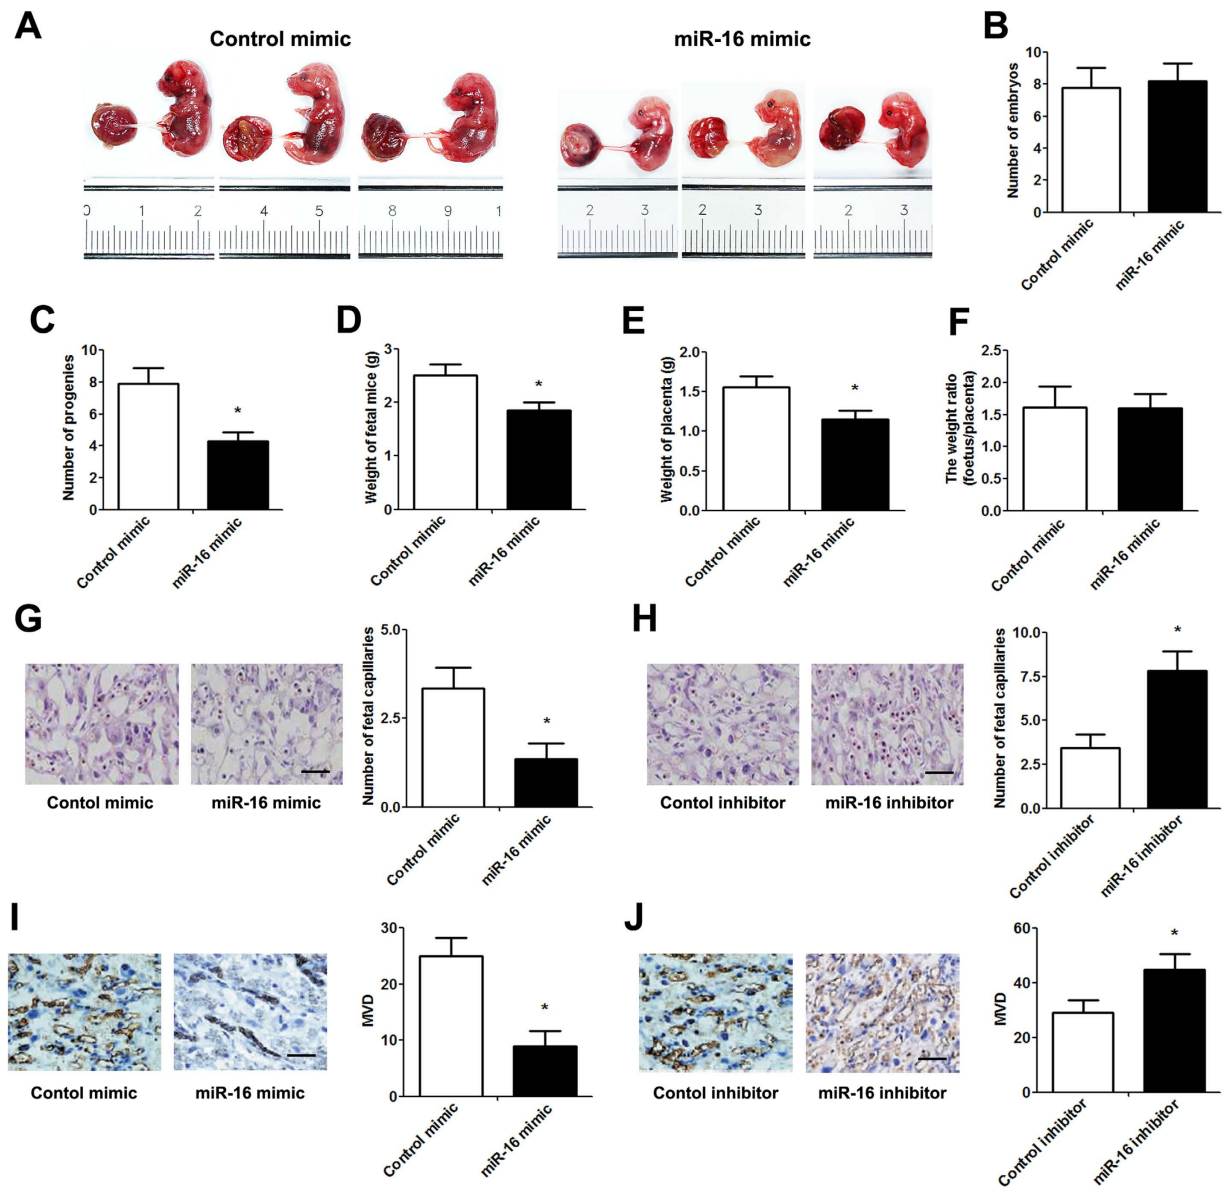 A
Control mimic
miR-16 mimic
0 1 2
4 5
8 9 1
2 3
2 3
2 3
B
Number of embryos
10
8
6
4
2
0
Control mimic
miR-16 mimic
C
Number of progenies
10
8
6
4
2
0
*
Control mimic
miR-16 mimic
D
Weight of fetal mice (g)
3
2
1
0
*
Control mimic
miR-16 mimic
E
Weight of placenta (g)
2.0
1.5
1.0
0.5
0.0
*
Control mimic
miR-16 mimic
F
The weight ratio
(foetus/placenta)
2.5
2.0
1.5
1.0
0.5
0.0
Control mimic
miR-16 mimic
G
Contol mimic
miR-16 mimic
Number of fetal capillaries
5.0
2.5
0.0
*
Control mimic
miR-16 mimic
H
Contol inhibitor
miR-16 inhibitor
Number of fetal capillaries
10.0
7.5
5.0
2.5
0.0
*
Control inhibitor
miR-16 inhibitor
I
Contol mimic
miR-16 mimic
MVD
30
20
10
0
*
Control mimic
miR-16 mimic
J
Contol inhibitor
miR-16 inhibitor
MVD
60
40
20
0
*
Control inhibitor
miR-16 inhibitor